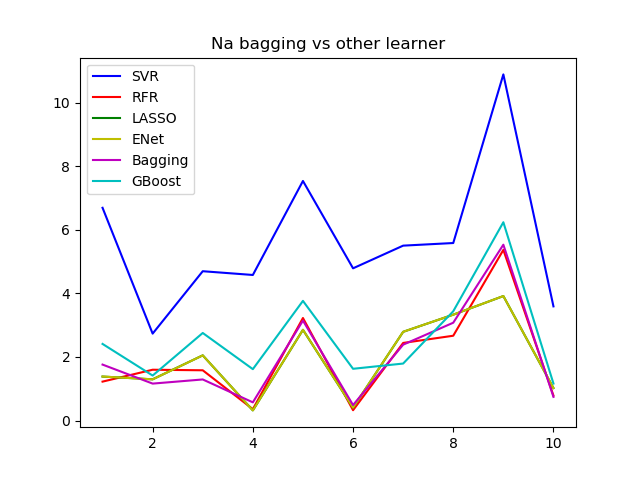 Na bagging vs other learner
SVR
RFR
LASSO
ENet
Bagging
GBoost
10
8
6
4
2
0
2 4 6 8 10